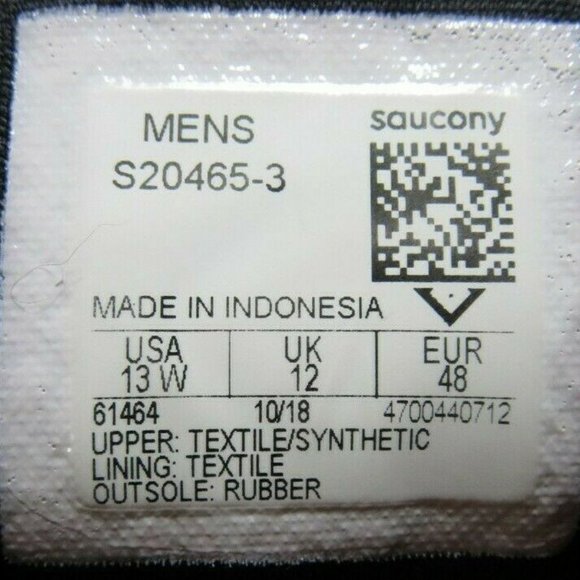 MENS saucony
S20465-3
MADE IN INDONESIA
USA UK EUR
13 W 12 48
61464 10/18 4700440712
UPPER: TEXTILE/SYNTHETIC
LINING: TEXTILE
OUTSOLE: RUBBER